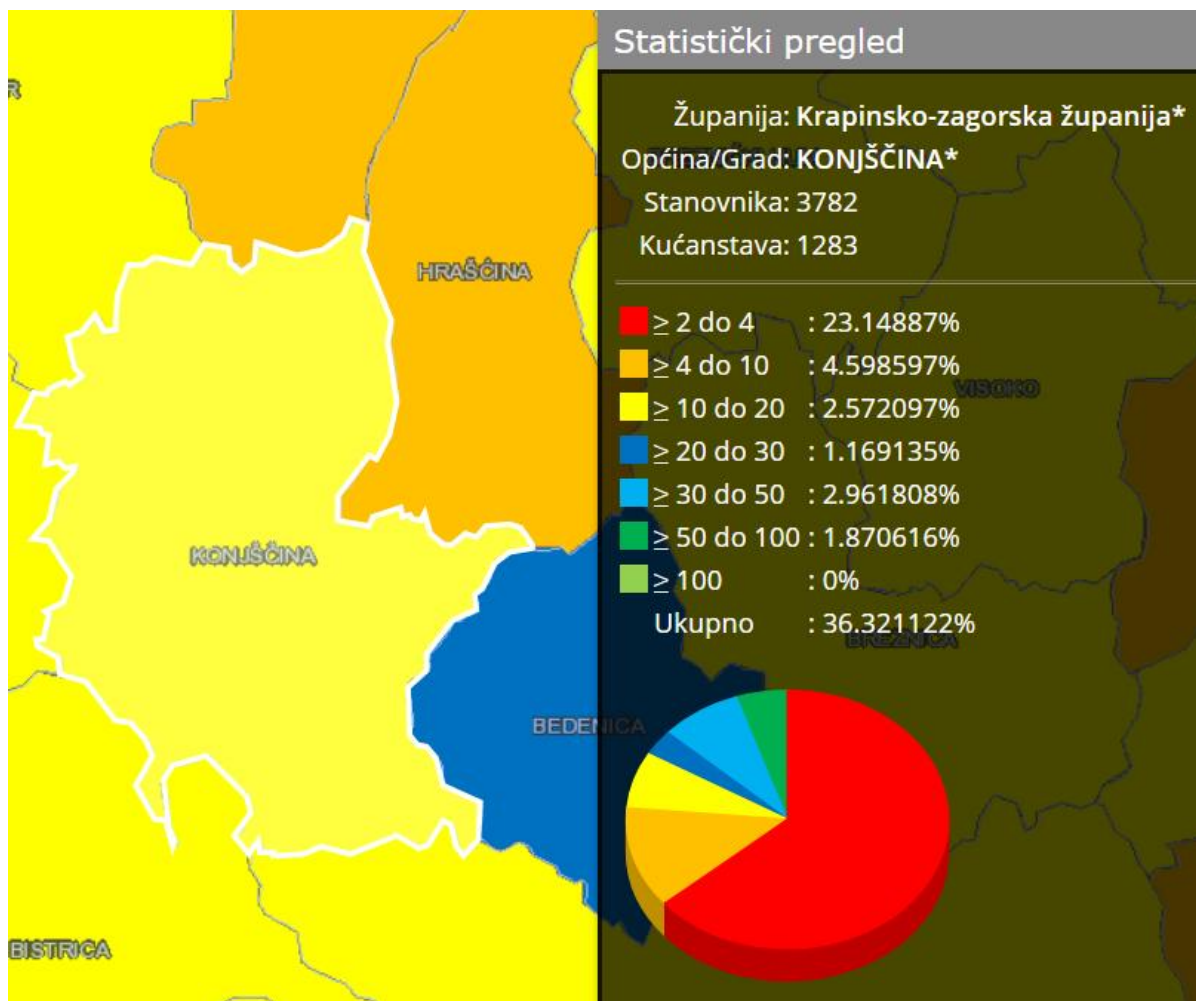 Statistički pregled
R
Županija: Krapinsko-zagorska županija*
Općina/Grad: KONJŠČINA*
Stanovnika: 3782
Kućanstava: 1283
HRAŠĆINA
≥ 2 do 4 : 23.14887%
≥ 4 do 10 : 4.598597%
VISOKO
≥ 10 do 20 : 2.572097%
≥ 20 do 30 : 1.169135%
≥ 30 do 50 : 2.961808%
≥ 50 do 100 : 1.870616%
KONJŠČINA
≥ 100 : 0%
Ukupno : 36.321122%
BREZNICA
BEDENICA
BISTRICA